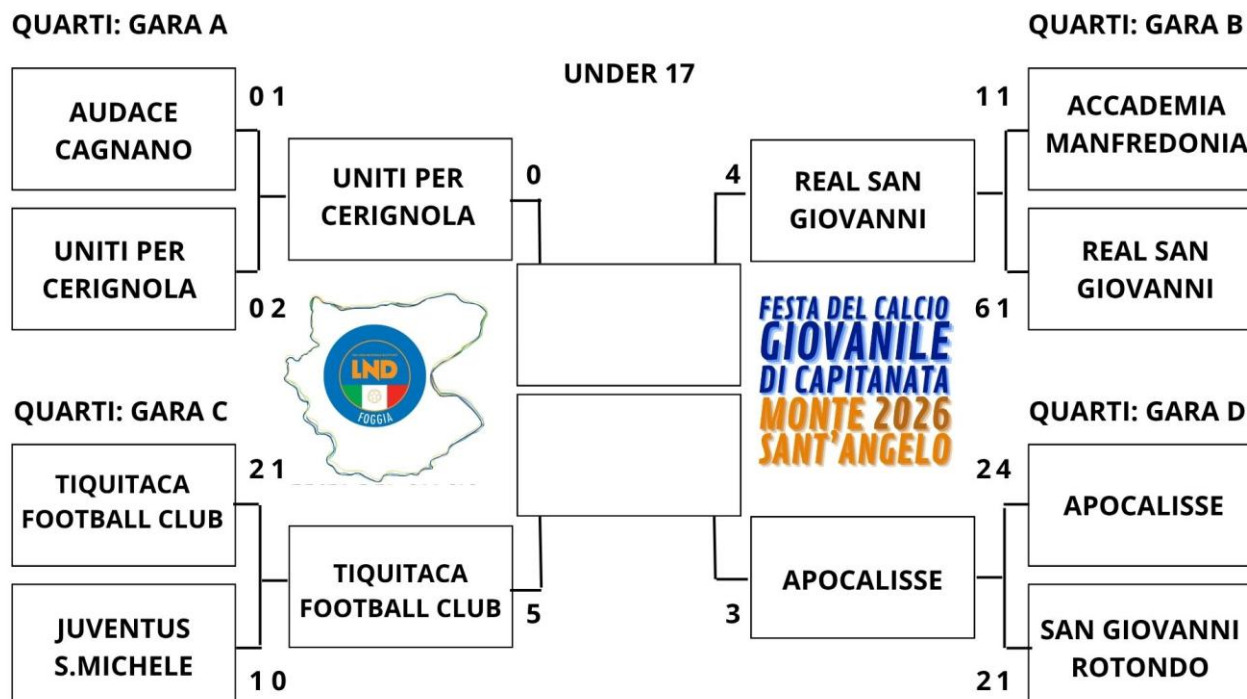 QUARTI: GARA A
QUARTI: GARA B
UNDER 17
AUDACE
CAGNANO
0 1
UNITI PER
CERIGNOLA
0 2
UNITI PER
CERIGNOLA
0
4
REAL SAN
GIOVANNI
1 1
ACCADEMIA
MANFREDONIA
REAL SAN
GIOVANNI
6 1
LND
FOGGIA
FESTA DEL CALCIO
GIOVANILE
DI CAPITANATA
MONTE 2026
SANT'ANGELO
QUARTI: GARA C
QUARTI: GARA D
TIQUITACA
FOOTBALL CLUB
2 1
JUVENTUS
S.MICHELE
1 0
TIQUITACA
FOOTBALL CLUB
5
3
APOCALISSE
2 4
APOCALISSE
SAN GIOVANNI
ROTONDO
2 1